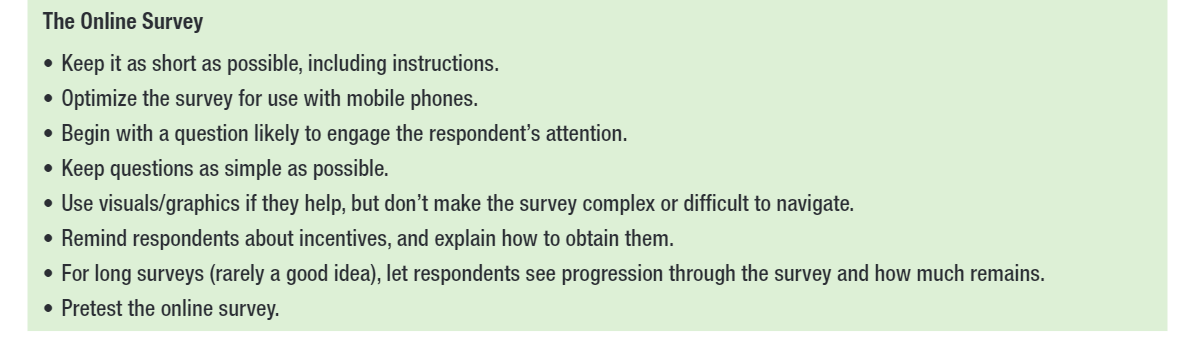 The Online Survey
• Keep it as short as possible, including instructions.
• Optimize the survey for use with mobile phones.
• Begin with a question likely to engage the respondent’s attention.
• Keep questions as simple as possible.
• Use visuals/graphics if they help, but don’t make the survey complex or difficult to navigate.
• Remind respondents about incentives, and explain how to obtain them.
• For long surveys (rarely a good idea), let respondents see progression through the survey and how much remains.
• Pretest the online survey.